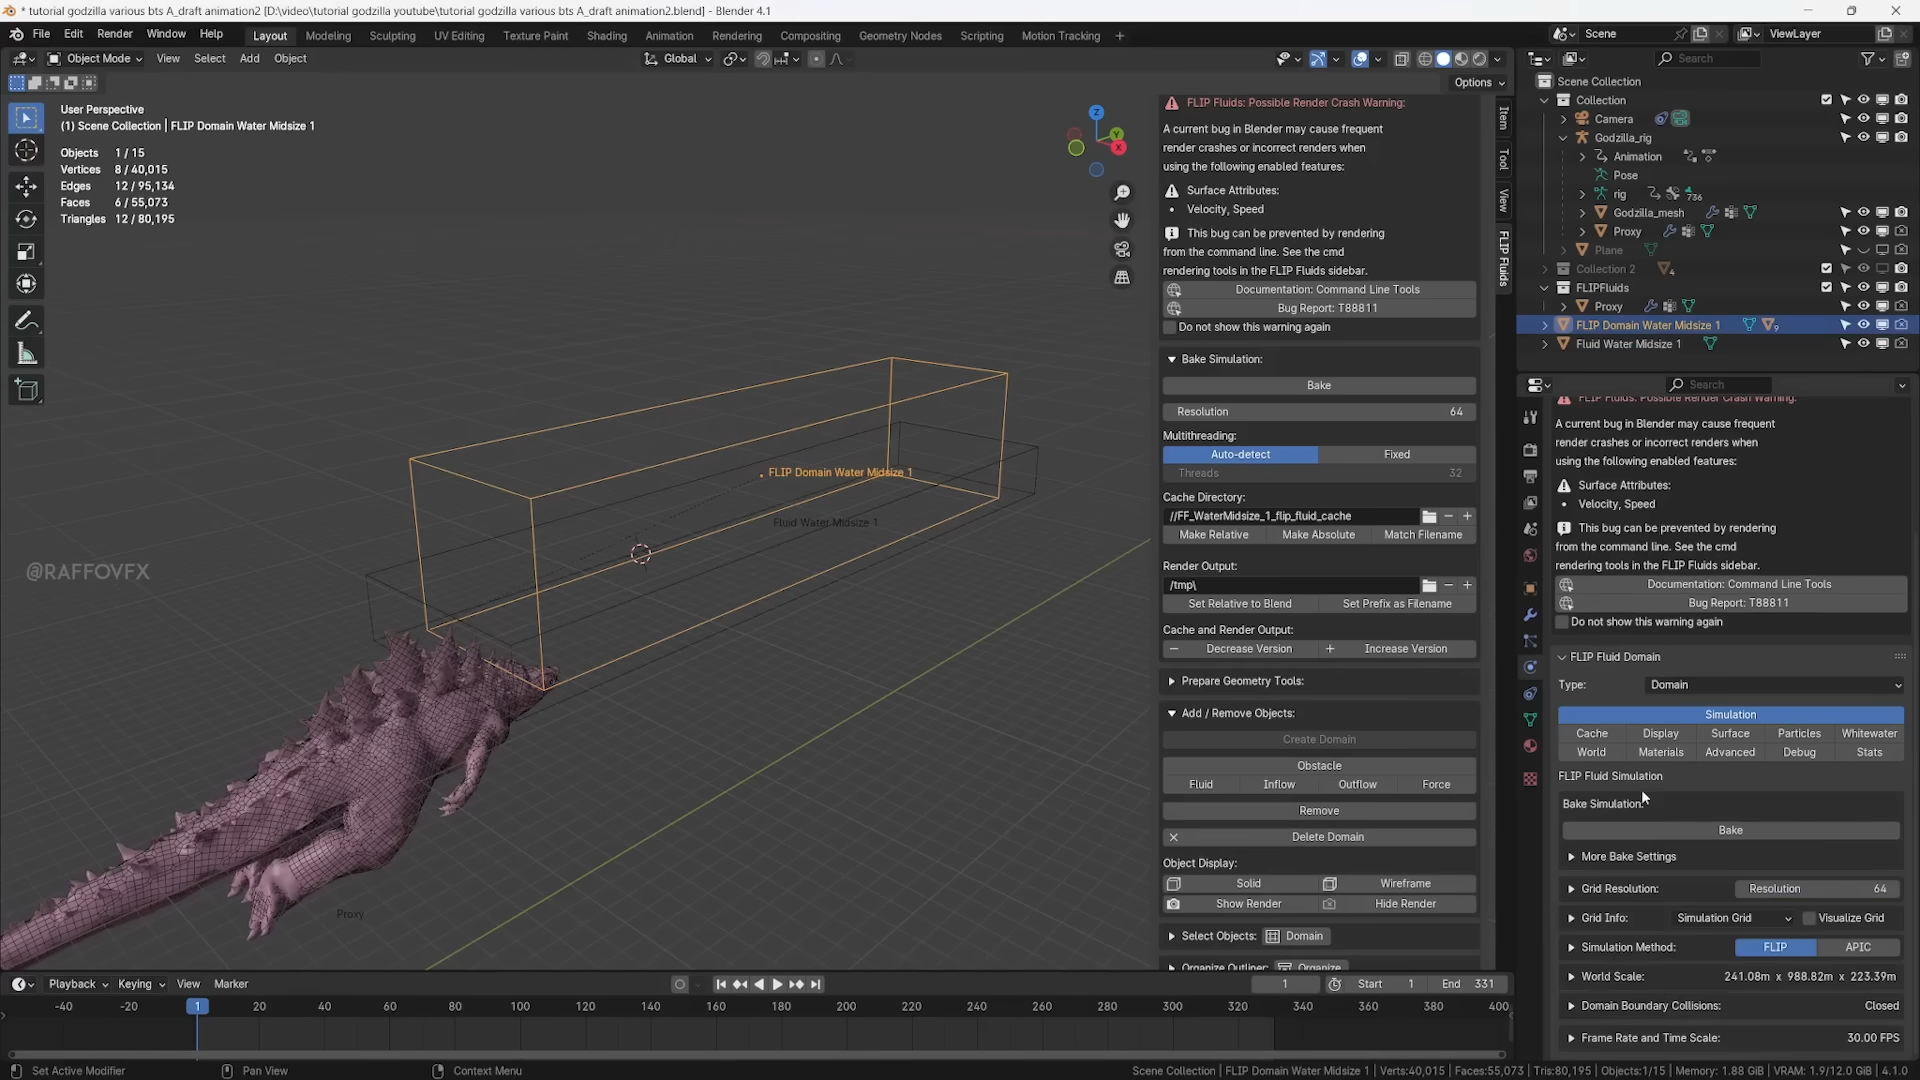 * tutorial godzilla various bts A_draft animation2 [D:\video\tutorial godzilla youtube\tutorial godzilla various bts A_draft animation2.blend] - Blender 4.1
File Edit Render Window Help Layout Modeling Sculpting UV Editing Texture Paint Shading Animation Rendering Compositing Geometry Nodes Scripting Motion Tracking + Scene ViewLayer
Object Mode View Select Add Object Global Search
Options
User Perspective
(1) Scene Collection | FLIP Domain Water Midsize 1
Objects 1 / 15
Vertices 8 / 40,015
Edges 12 / 95,134
Faces 6 / 55,073
Triangles 12 / 80,195
Z
Y
X
FLIP Domain Water Midsize 1
Fluid Water Midsize 1
@RAFFOVFX
Proxy
FLIP Fluids: Possible Render Crash Warning:
A current bug in Blender may cause frequent
render crashes or incorrect renders when
using the following enabled features:
Surface Attributes:
• Velocity, Speed
This bug can be prevented by rendering
from the command line. See the cmd
rendering tools in the FLIP Fluids sidebar.
Documentation: Command Line Tools
Bug Report: T88811
Do not show this warning again
Bake Simulation:
Bake
Resolution 64
Multithreading:
Auto-detect Fixed
Threads 32
Cache Directory:
//FF_WaterMidsize_1_flip_fluid_cache
Make Relative Make Absolute Match Filename
Render Output:
/tmp\
Set Relative to Blend Set Prefix as Filename
Cache and Render Output:
Decrease Version Increase Version
Prepare Geometry Tools:
Add / Remove Objects:
Create Domain
Obstacle
Fluid Inflow Outflow Force
Remove
Delete Domain
Object Display:
Solid Wireframe
Show Render Hide Render
Select Objects: Domain
Organize Outliner: Organize
Item
Tool
View
FLIP Fluids
Scene Collection
Collection
Camera
Godzilla_rig
Animation
Pose
rig 736
Godzilla_mesh
Proxy
Plane
Collection 2 4
FLIPFluids
Proxy
FLIP Domain Water Midsize 1 9
Fluid Water Midsize 1
Search
FLIP Fluids: Possible Render Crash Warning:
A current bug in Blender may cause frequent
render crashes or incorrect renders when
using the following enabled features:
Surface Attributes:
• Velocity, Speed
This bug can be prevented by rendering
from the command line. See the cmd
rendering tools in the FLIP Fluids sidebar.
Documentation: Command Line Tools
Bug Report: T88811
Do not show this warning again
FLIP Fluid Domain
Type: Domain
Simulation
Cache Display Surface Particles Whitewater
World Materials Advanced Debug Stats
FLIP Fluid Simulation
Bake Simulation:
Bake
More Bake Settings
Grid Resolution: Resolution 64
Grid Info: Simulation Grid Visualize Grid
Simulation Method: FLIP APIC
World Scale: 241.08m x 988.82m x 223.39m
Domain Boundary Collisions: Closed
Frame Rate and Time Scale: 30.00 FPS
Playback Keying View Marker 1 Start 1 End 331
-40 -20 1 20 40 60 80 100 120 140 160 180 200 220 240 260 280 300 320 340 360 380 400
Set Active Modifier Pan View Context Menu Scene Collection | FLIP Domain Water Midsize 1 | Verts:40,015 | Faces:55,073 | Tris:80,195 | Objects:1/15 | Memory: 1.88 GiB | VRAM: 1.9/12.0 GiB | 4.1.0